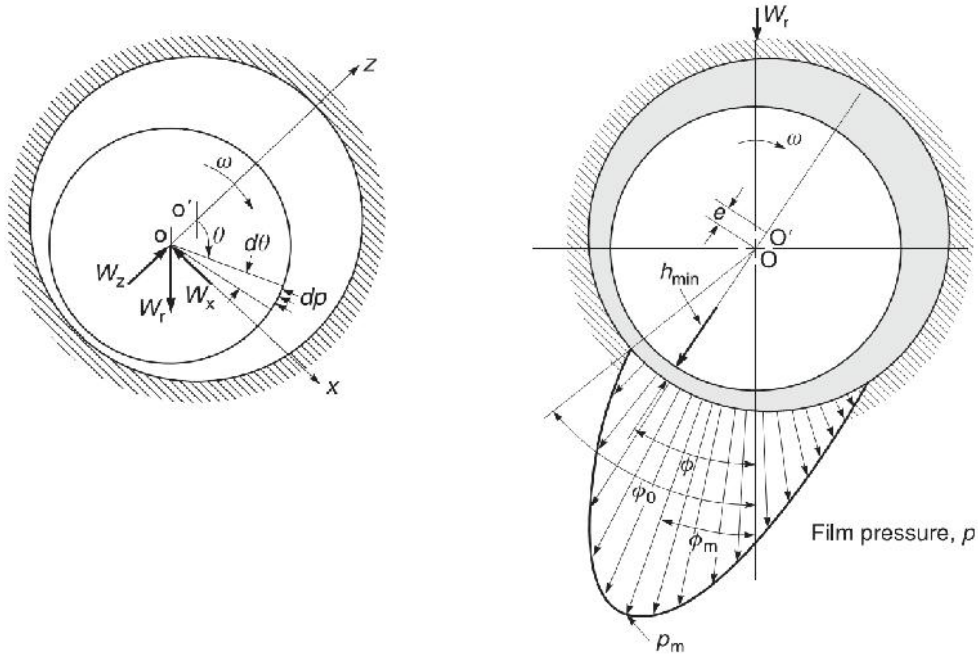 z
ω
O′
O
θ
dθ
W_z
W_r
W_x
dp
x
W_r
ω
e
O′
O
h_min
ϕ
ϕ_0
ϕ_m
Film pressure, p
p_m